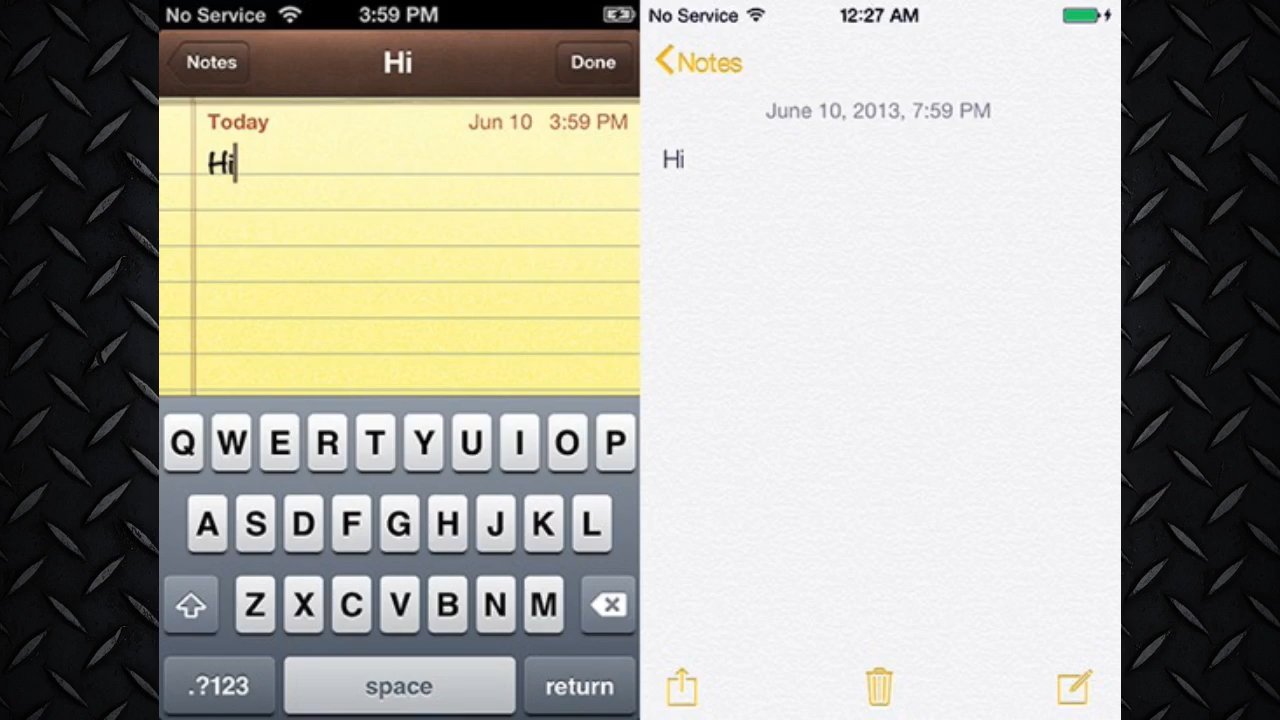 No Service 3:59 PM
Notes Hi Done
Today Jun 10 3:59 PM
Hi
Q W E R T Y U I O P
A S D F G H J K L
Z X C V B N M
.?123 space return
No Service 12:27 AM
Notes
June 10, 2013, 7:59 PM
Hi